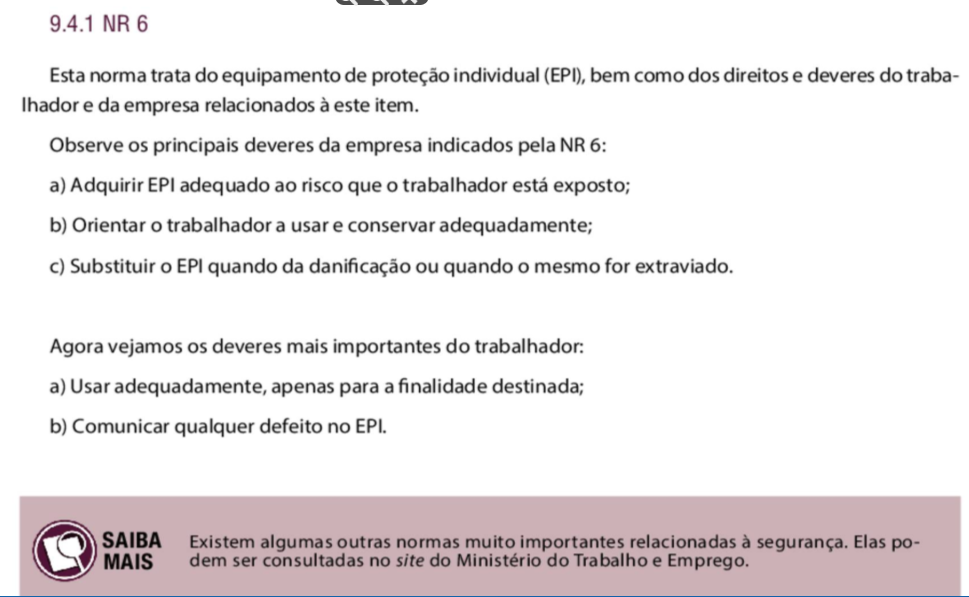 9.4.1 NR 6
Esta norma trata do equipamento de proteção individual (EPI), bem como dos direitos e deveres do traba-
lhador e da empresa relacionados à este item.
Observe os principais deveres da empresa indicados pela NR 6:
a) Adquirir EPI adequado ao risco que o trabalhador está exposto;
b) Orientar o trabalhador a usar e conservar adequadamente;
c) Substituir o EPI quando da danificação ou quando o mesmo for extraviado.
Agora vejamos os deveres mais importantes do trabalhador:
a) Usar adequadamente, apenas para a finalidade destinada;
b) Comunicar qualquer defeito no EPI.
SAIBA
MAIS
Existem algumas outras normas muito importantes relacionadas à segurança. Elas po-
dem ser consultadas no site do Ministério do Trabalho e Emprego.